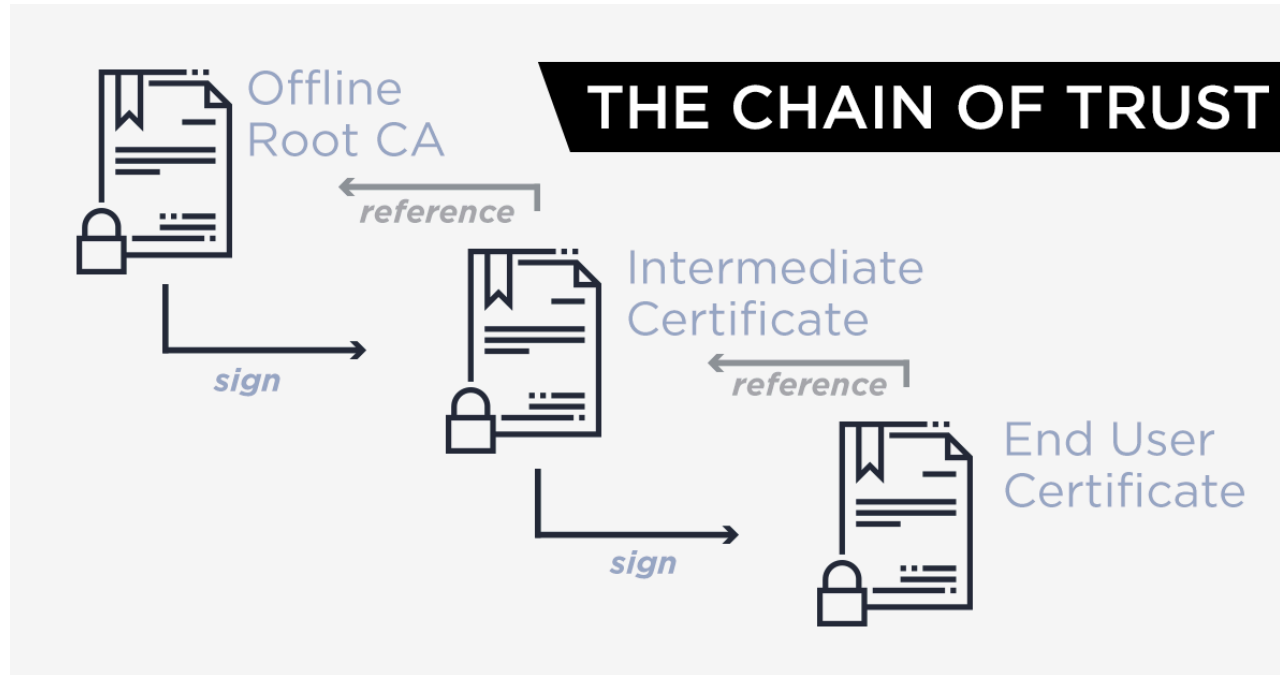 THE CHAIN OF TRUST
Offline
Root CA
reference
sign
Intermediate
Certificate
reference
sign
End User
Certificate